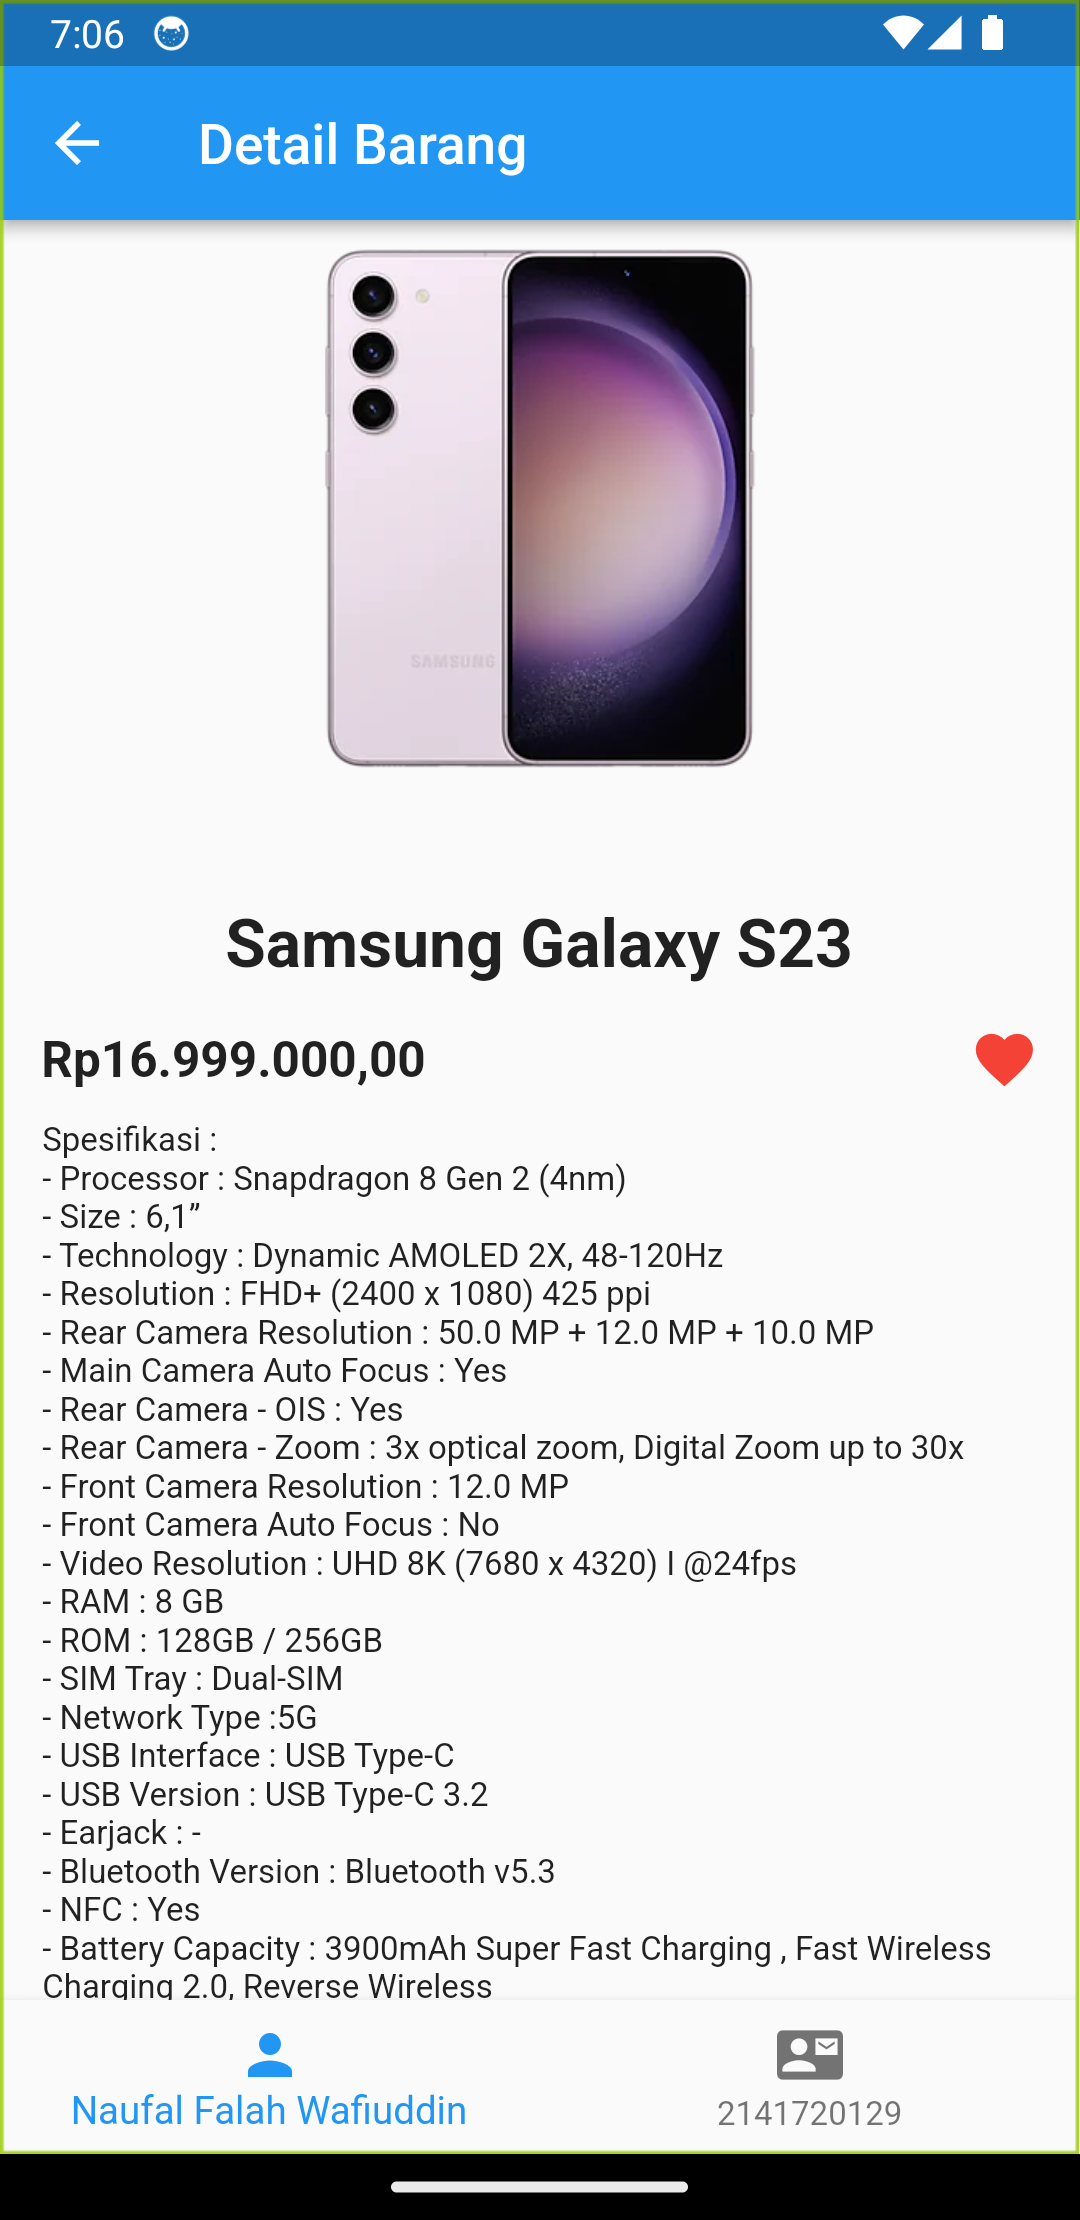 7:06
Detail Barang
SAMSUNG
Samsung Galaxy S23
Rp16.999.000,00
Spesifikasi :
- Processor : Snapdragon 8 Gen 2 (4nm)
- Size : 6,1”
- Technology : Dynamic AMOLED 2X, 48-120Hz
- Resolution : FHD+ (2400 x 1080) 425 ppi
- Rear Camera Resolution : 50.0 MP + 12.0 MP + 10.0 MP
- Main Camera Auto Focus : Yes
- Rear Camera - OIS : Yes
- Rear Camera - Zoom : 3x optical zoom, Digital Zoom up to 30x
- Front Camera Resolution : 12.0 MP
- Front Camera Auto Focus : No
- Video Resolution : UHD 8K (7680 x 4320) I @24fps
- RAM : 8 GB
- ROM : 128GB / 256GB
- SIM Tray : Dual-SIM
- Network Type :5G
- USB Interface : USB Type-C
- USB Version : USB Type-C 3.2
- Earjack : -
- Bluetooth Version : Bluetooth v5.3
- NFC : Yes
- Battery Capacity : 3900mAh Super Fast Charging , Fast Wireless
Charging 2.0, Reverse Wireless
Naufal Falah Wafiuddin
2141720129